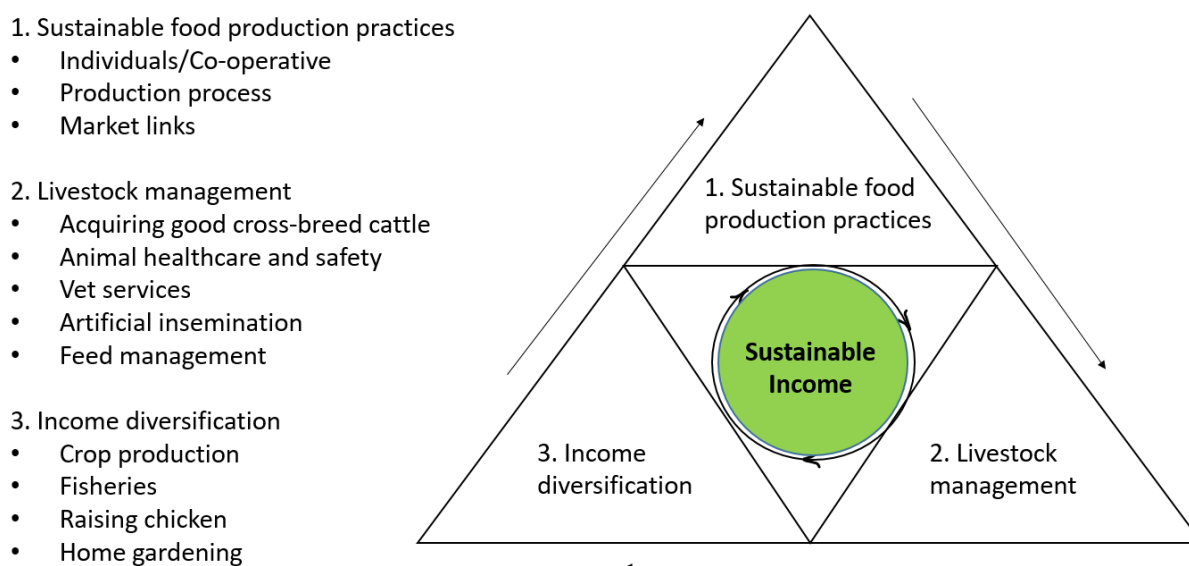 1. Sustainable food production practices
• Individuals/Co-operative
• Production process
• Market links
2. Livestock management
• Acquiring good cross-breed cattle
• Animal healthcare and safety
• Vet services
• Artificial insemination
• Feed management
3. Income diversification
• Crop production
• Fisheries
• Raising chicken
• Home gardening
1. Sustainable food
production practices
Sustainable
Income
3. Income
diversification
2. Livestock
management